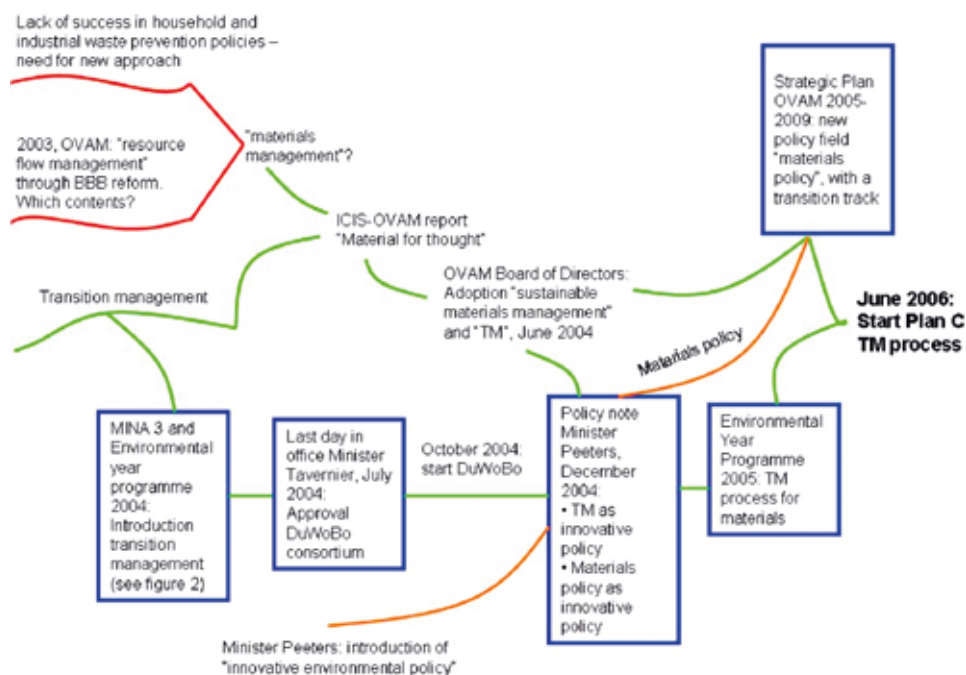 Lack of success in household and
industrial waste prevention policies –
need for new approach
2003, OVAM: "resource
flow management"
through BBB reform.
Which contents?
"materials
management"?
Strategic Plan
OVAM 2005-
2009: new
policy field
"materials
policy", with a
transition track
ICIS-OVAM report
"Material for thought"
Transition management
OVAM Board of Directors:
Adoption "sustainable
materials management"
and "TM", June 2004
Materials policy
June 2006:
Start Plan C
TM process
MINA 3 and
Environmental
year
programme
2004:
Introduction
transition
management
(see figure 2)
Last day in
office Minister
Tavernier, July
2004:
Approval
DuWoBo
consortium
October 2004:
start DuWoBo
Policy note
Minister
Peeters,
December
2004:
• TM as
innovative
policy
• Materials
policy as
innovative
policy
Environmental
Year
Programme
2005: TM
process for
materials
Minister Peeters: introduction of
"innovative environmental policy"